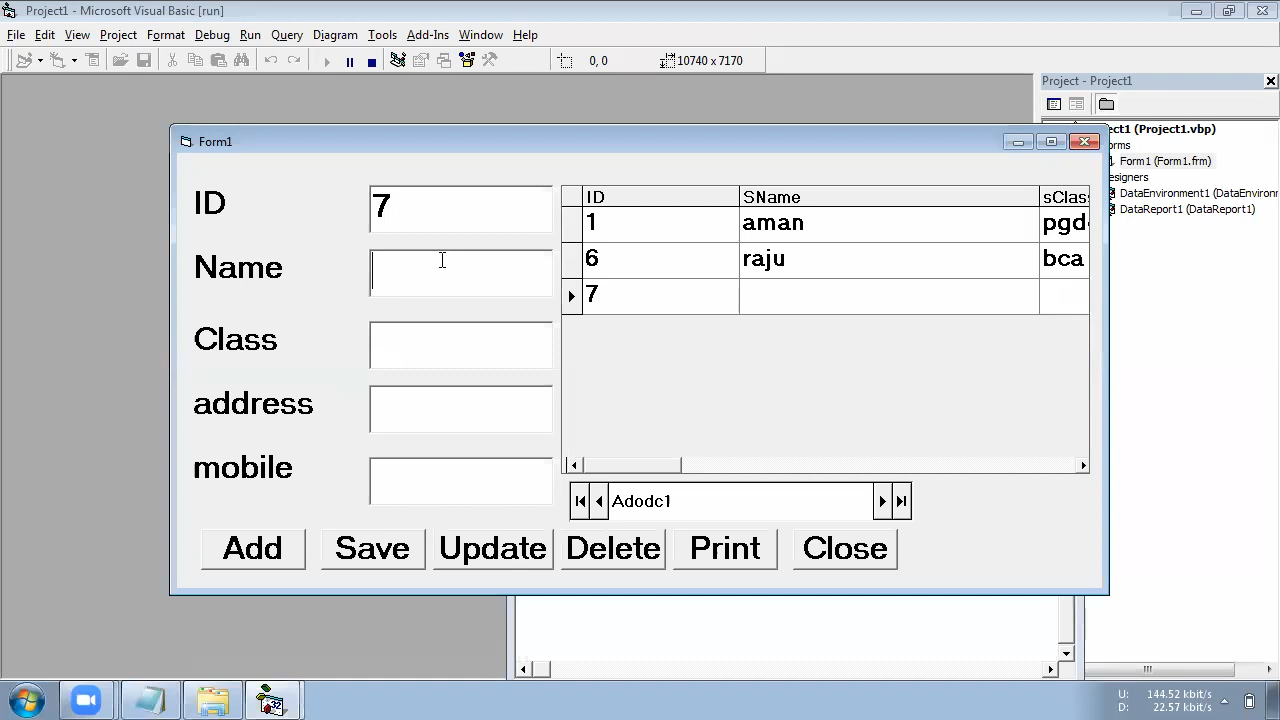 Project1 - Microsoft Visual Basic [run]
File Edit View Project Format Debug Run Query Diagram Tools Add-Ins Window Help
0, 0 10740 x 7170
Project - Project1
ect1 (Project1.vbp)
orms
Form1 (Form1.frm)
esigners
DataEnvironment1 (DataEnviron
DataReport1 (DataReport1)
Form1
ID 7
Name
Class
address
mobile
ID SName sClas
1 aman pgd
6 raju bca
7
Adodc1
Add Save Update Delete Print Close
32
U: 144.52 kbit/s
D: 22.57 kbit/s